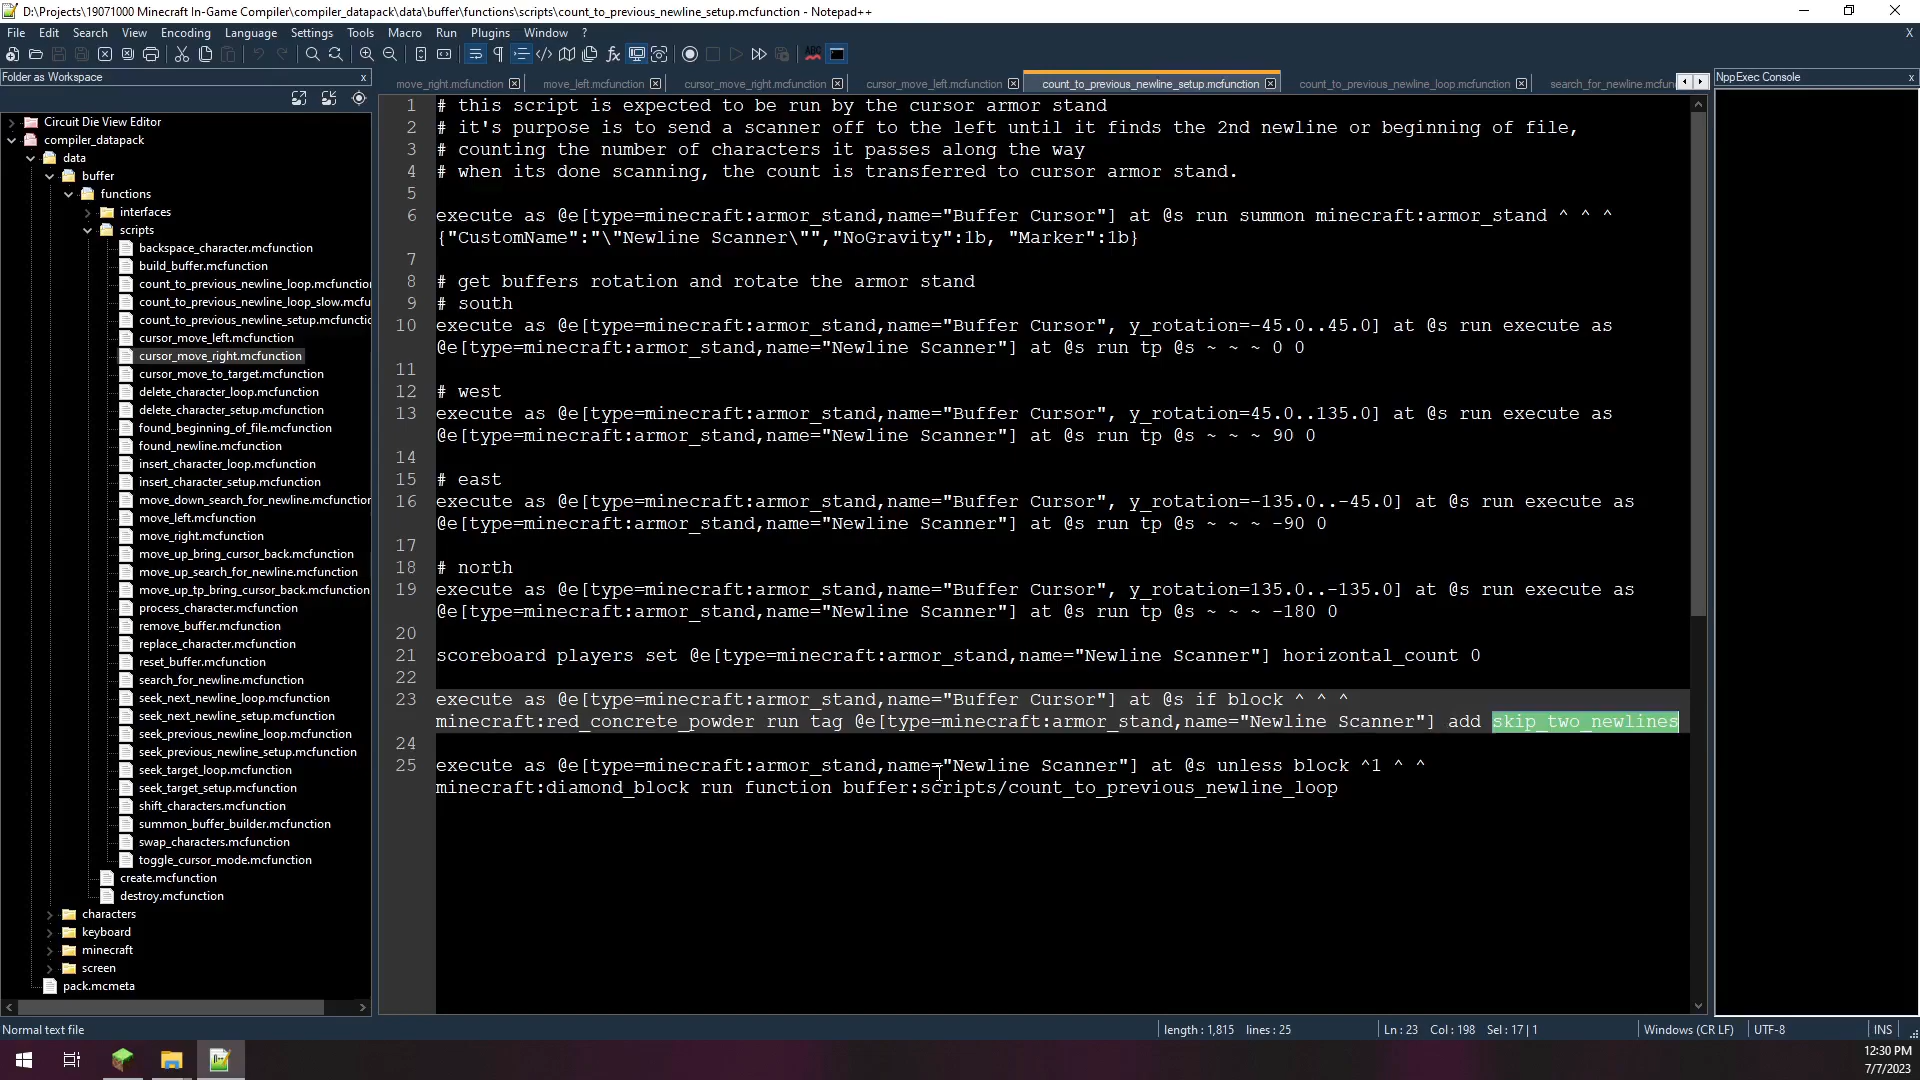 D:\Projects\19071000 Minecraft In-Game Compiler\compiler_datapack\data\buffer\functions\scripts\count_to_previous_newline_setup.mcfunction - Notepad++
File Edit Search View Encoding Language Settings Tools Macro Run Plugins Window ?
X
Folder as Workspace x
move_right.mcfunction move_left.mcfunction cursor_move_right.mcfunction cursor_move_left.mcfunction count_to_previous_newline_setup.mcfunction count_to_previous_newline_loop.mcfunction search_for_newline.mcfun
NppExec Console x
Circuit Die View Editor
compiler_datapack
data
buffer
functions
interfaces
scripts
backspace_character.mcfunction
build_buffer.mcfunction
count_to_previous_newline_loop.mcfunction
count_to_previous_newline_loop_slow.mcfu
count_to_previous_newline_setup.mcfunctic
cursor_move_left.mcfunction
cursor_move_right.mcfunction
cursor_move_to_target.mcfunction
delete_character_loop.mcfunction
delete_character_setup.mcfunction
found_beginning_of_file.mcfunction
found_newline.mcfunction
insert_character_loop.mcfunction
insert_character_setup.mcfunction
move_down_search_for_newline.mcfunction
move_left.mcfunction
move_right.mcfunction
move_up_bring_cursor_back.mcfunction
move_up_search_for_newline.mcfunction
move_up_tp_bring_cursor_back.mcfunction
process_character.mcfunction
remove_buffer.mcfunction
replace_character.mcfunction
reset_buffer.mcfunction
search_for_newline.mcfunction
seek_next_newline_loop.mcfunction
seek_next_newline_setup.mcfunction
seek_previous_newline_loop.mcfunction
seek_previous_newline_setup.mcfunction
seek_target_loop.mcfunction
seek_target_setup.mcfunction
shift_characters.mcfunction
summon_buffer_builder.mcfunction
swap_characters.mcfunction
toggle_cursor_mode.mcfunction
create.mcfunction
destroy.mcfunction
characters
keyboard
minecraft
screen
pack.mcmeta
1 # this script is expected to be run by the cursor armor stand
2 # it's purpose is to send a scanner off to the left until it finds the 2nd newline or beginning of file,
3 # counting the number of characters it passes along the way
4 # when its done scanning, the count is transferred to cursor armor stand.
5
6 execute as @e[type=minecraft:armor_stand,name="Buffer Cursor"] at @s run summon minecraft:armor_stand ^ ^ ^
{"CustomName":"\"Newline Scanner\"","NoGravity":1b, "Marker":1b}
7
8 # get buffers rotation and rotate the armor stand
9 # south
10 execute as @e[type=minecraft:armor_stand,name="Buffer Cursor", y_rotation=-45.0..45.0] at @s run execute as
@e[type=minecraft:armor_stand,name="Newline Scanner"] at @s run tp @s ~ ~ ~ 0 0
11
12 # west
13 execute as @e[type=minecraft:armor_stand,name="Buffer Cursor", y_rotation=45.0..135.0] at @s run execute as
@e[type=minecraft:armor_stand,name="Newline Scanner"] at @s run tp @s ~ ~ ~ 90 0
14
15 # east
16 execute as @e[type=minecraft:armor_stand,name="Buffer Cursor", y_rotation=-135.0..-45.0] at @s run execute as
@e[type=minecraft:armor_stand,name="Newline Scanner"] at @s run tp @s ~ ~ ~ -90 0
17
18 # north
19 execute as @e[type=minecraft:armor_stand,name="Buffer Cursor", y_rotation=135.0..-135.0] at @s run execute as
@e[type=minecraft:armor_stand,name="Newline Scanner"] at @s run tp @s ~ ~ ~ -180 0
20
21 scoreboard players set @e[type=minecraft:armor_stand,name="Newline Scanner"] horizontal_count 0
22
23 execute as @e[type=minecraft:armor_stand,name="Buffer Cursor"] at @s if block ^ ^ ^
minecraft:red_concrete_powder run tag @e[type=minecraft:armor_stand,name="Newline Scanner"] add skip_two_newlines
24
25 execute as @e[type=minecraft:armor_stand,name="Newline Scanner"] at @s unless block ^1 ^ ^
minecraft:diamond_block run function buffer:scripts/count_to_previous_newline_loop
Normal text file length : 1,815 lines : 25 Ln : 23 Col : 198 Sel : 17 | 1 Windows (CR LF) UTF-8 INS
12:30 PM
7/7/2023